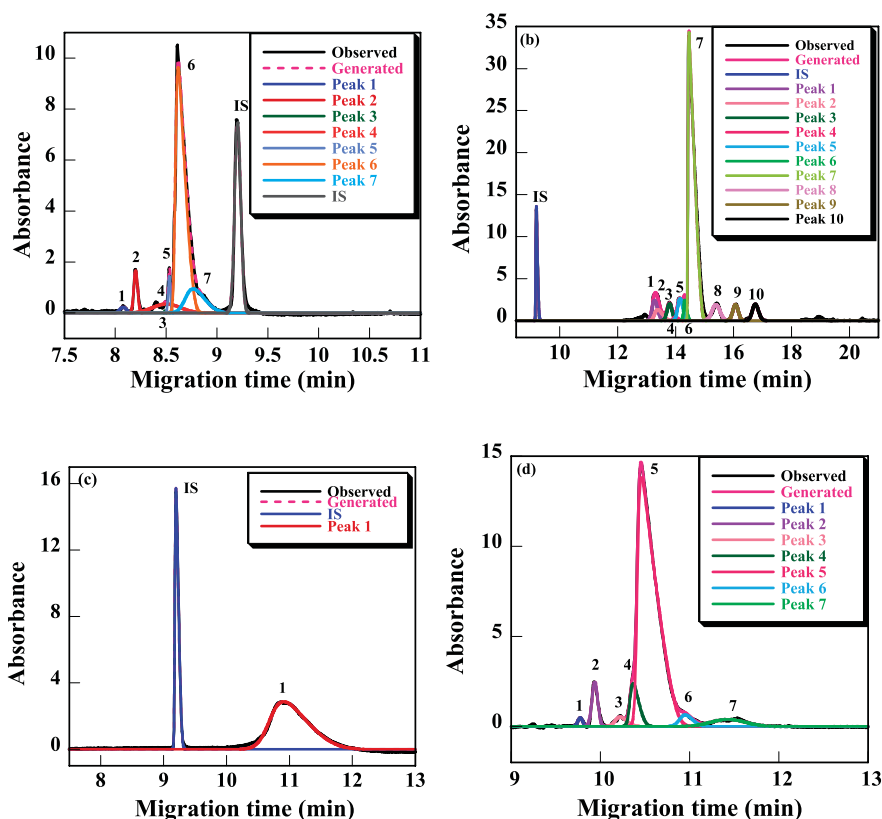 10
8
6
4
2
0
Absorbance
6
IS
2
5
7
4
1
3
Observed
Generated
Peak 1
Peak 2
Peak 3
Peak 4
Peak 5
Peak 6
Peak 7
IS
7.5 8 8.5 9 9.5 10 10.5 11
Migration time (min)
(b)
35
30
25
20
15
10
5
0
Absorbance
7
IS
1 2 3 5 8 9 10
4 6
Observed
Generated
IS
Peak 1
Peak 2
Peak 3
Peak 4
Peak 5
Peak 6
Peak 7
Peak 8
Peak 9
Peak 10
10 12 14 16 18 20
Migration time (min)
(c)
16
12
8
4
0
Absorbance
IS
1
Observed
Generated
IS
Peak 1
8 9 10 11 12 13
Migration time (min)
(d)
15
10
5
0
Absorbance
5
2 4
1 3 6 7
Observed
Generated
Peak 1
Peak 2
Peak 3
Peak 4
Peak 5
Peak 6
Peak 7
9 10 11 12 13
Migration time (min)